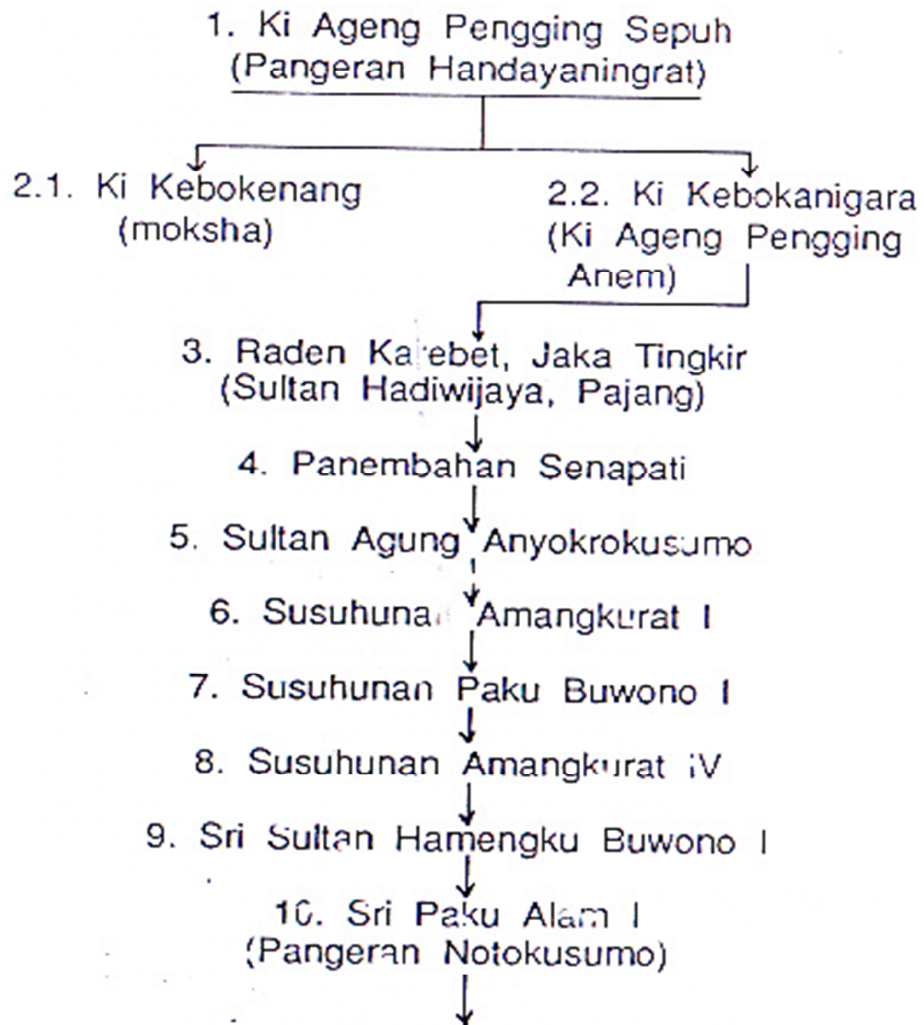 1. Ki Ageng Pengging Sepuh
(Pangeran Handayaningrat)
2.1. Ki Kebokenang
(moksha)
2.2. Ki Kebokanigara
(Ki Ageng Pengging
Anem)
3. Raden Karebet, Jaka Tingkir
(Sultan Hadiwijaya, Pajang)
4. Panembahan Senapati
5. Sultan Agung Anyokrokusumo
6. Susuhunan Amangkurat I
7. Susuhunan Paku Buwono I
8. Susuhunan Amangkurat IV
9. Sri Sultan Hamengku Buwono I
10. Sri Paku Alam I
(Pangeran Notokusumo)